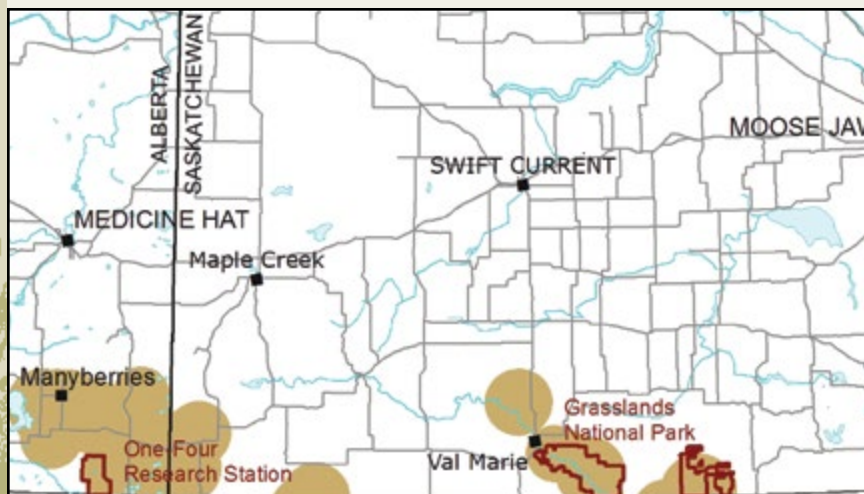 ALBERTA
SASKATCHEWAN
MOOSE JAW
SWIFT CURRENT
MEDICINE HAT
Maple Creek
Manyberries
Grasslands
National Park
One-Four
Research Station
Val Marie